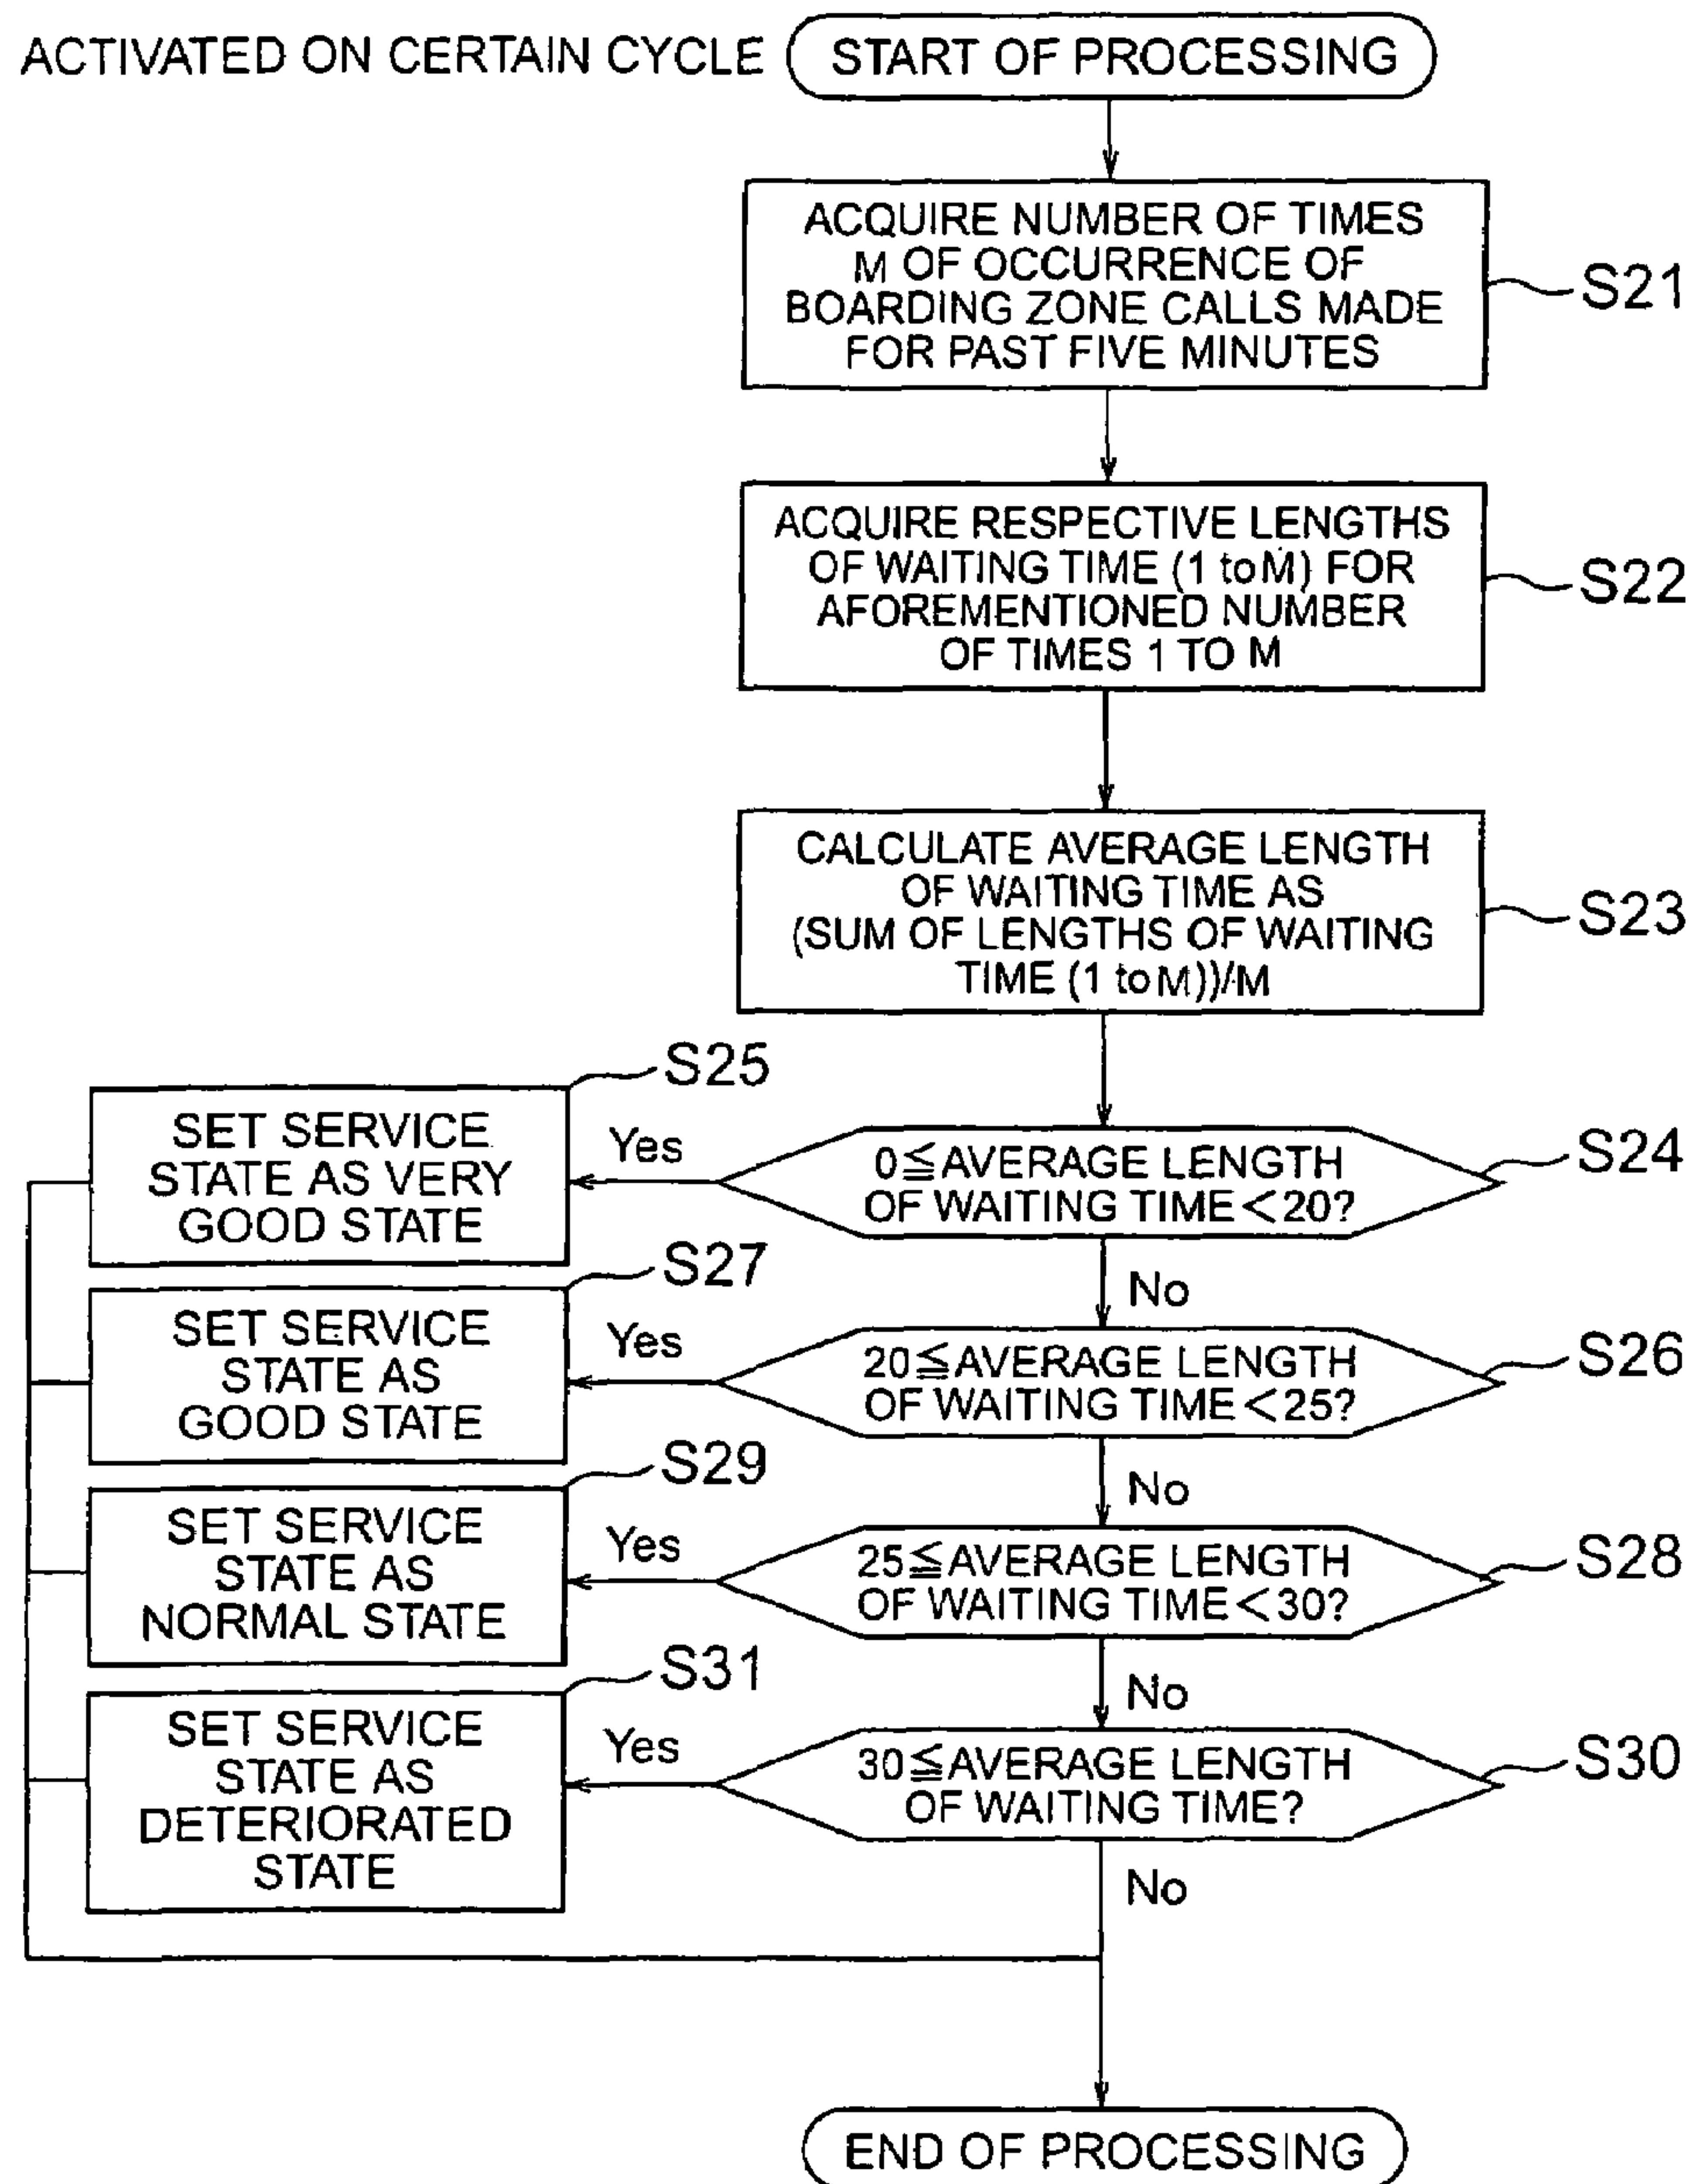 ACTIVATED ON CERTAIN CYCLE
START OF PROCESSING
ACQUIRE NUMBER OF TIMES
M OF OCCURRENCE OF
BOARDING ZONE CALLS MADE
FOR PAST FIVE MINUTES
S21
ACQUIRE RESPECTIVE LENGTHS
OF WAITING TIME (1 to M) FOR
AFOREMENTIONED NUMBER
OF TIMES 1 TO M
S22
CALCULATE AVERAGE LENGTH
OF WAITING TIME AS
(SUM OF LENGTHS OF WAITING
TIME (1 to M))/M
S23
0≦AVERAGE LENGTH
OF WAITING TIME<20?
S24
Yes
S25
SET SERVICE
STATE AS VERY
GOOD STATE
No
20≦AVERAGE LENGTH
OF WAITING TIME<25?
S26
Yes
S27
SET SERVICE
STATE AS
GOOD STATE
No
25≦AVERAGE LENGTH
OF WAITING TIME<30?
S28
Yes
S29
SET SERVICE
STATE AS
NORMAL STATE
No
30≦AVERAGE LENGTH
OF WAITING TIME?
S30
Yes
S31
SET SERVICE
STATE AS
DETERIORATED
STATE
No
END OF PROCESSING